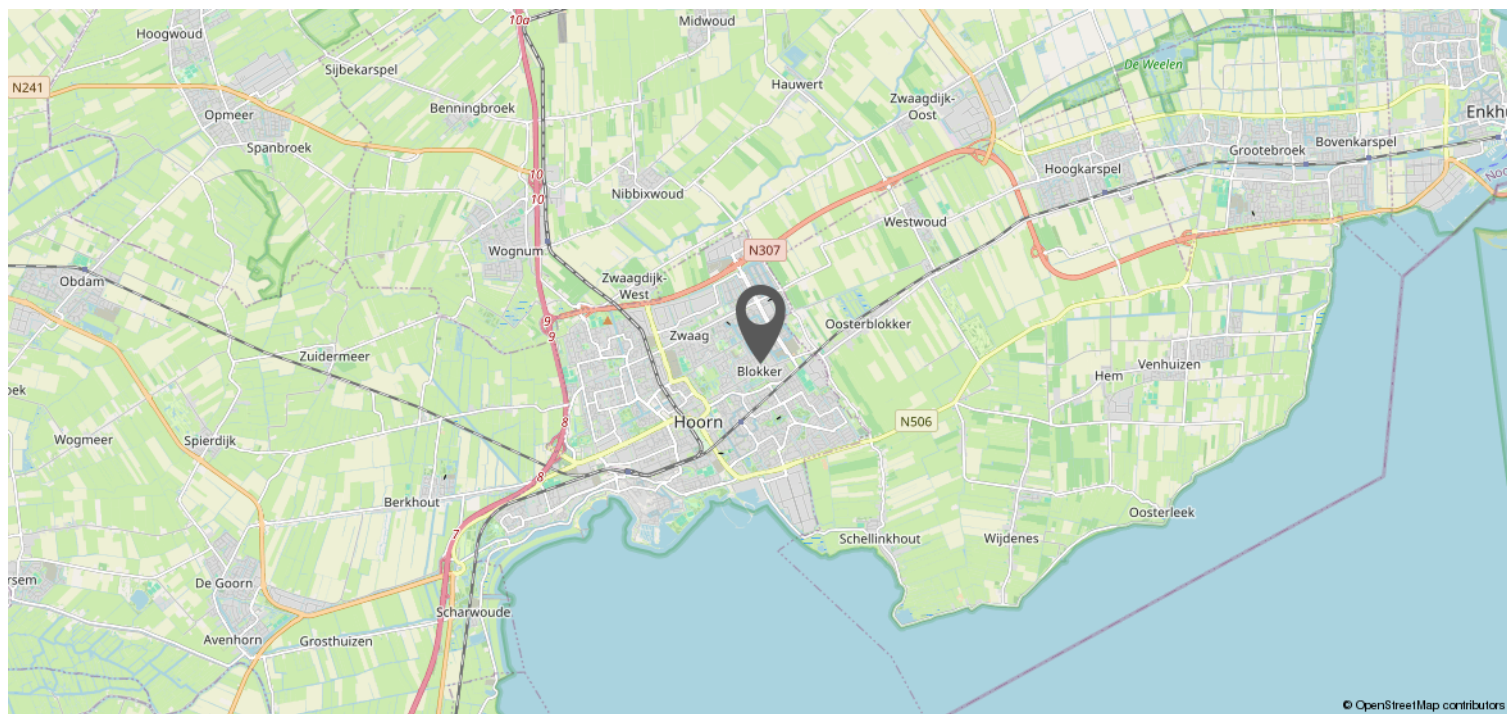 10a
Midwoud
Hoogwoud
De Weelen
Sijbekarspel
Hauwert
N241
Zwaagdijk-
Oost
Benningbroek
Opmeer
Enkhu
Bovenkarspel
Spanbroek
Grootebroek
Hoogkarspel
10
10
Nibbixwoud
Westwoud
Wognum
N307
Obdam
Zwaagdijk-
West
9
9
Oosterblokker
Zwaag
Zuidermeer
Venhuizen
Blokker
Hem
Hoorn
N506
8
Wogmeer
Spierdijk
8
Berkhout
Oosterleek
7
Schellinkhout
Wijdenes
rsem
De Goorn
Scharwoude
Avenhorn
Grosthuizen
© OpenStreetMap contributors